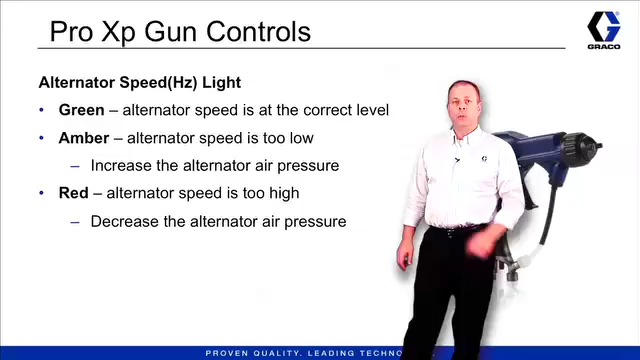 Pro Xp Gun Controls
GRACO
Alternator Speed(Hz) Light
• Green – alternator speed is at the correct level
• Amber – alternator speed is too low
– Increase the alternator air pressure
• Red – alternator speed is too high
– Decrease the alternator air pressure
PROVEN QUALITY. LEADING TECHNO